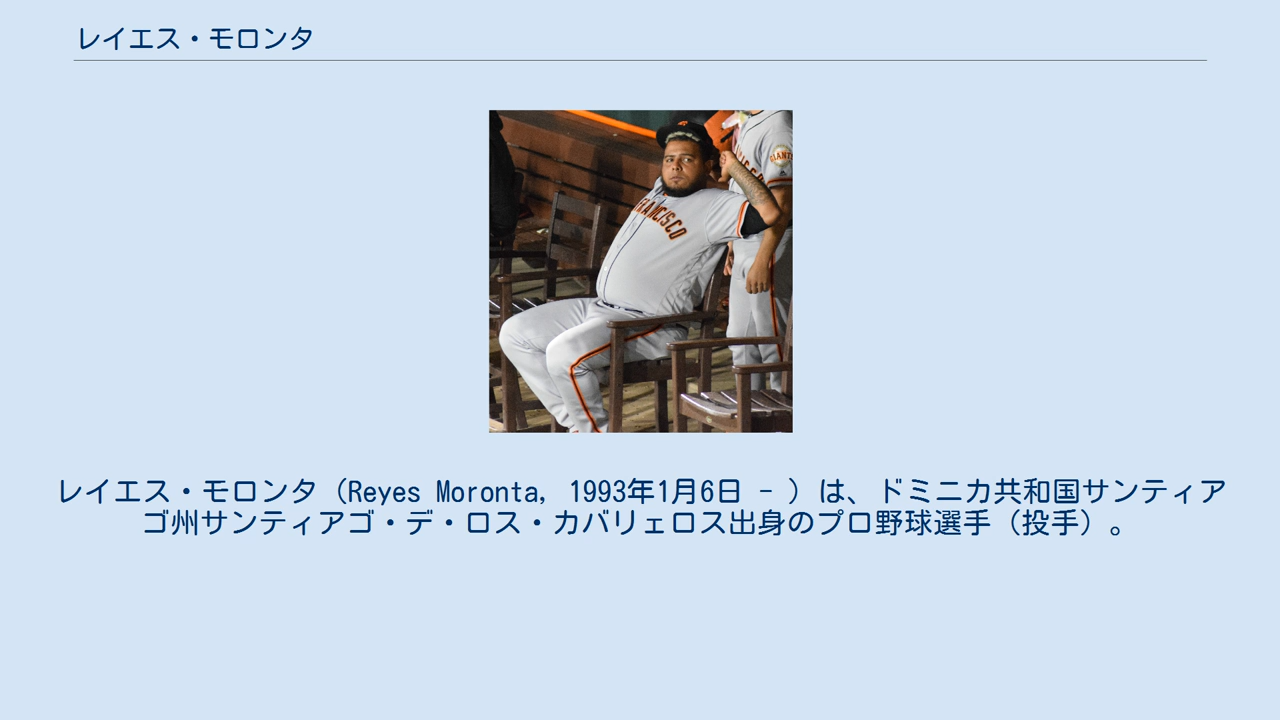 レイエス・モロンタ
FRANCISCO
GIANTS
レイエス・モロンタ（Reyes Moronta, 1993年1月6日 - ）は、ドミニカ共和国サンティア
ゴ州サンティアゴ・デ・ロス・カバリェロス出身のプロ野球選手（投手）。